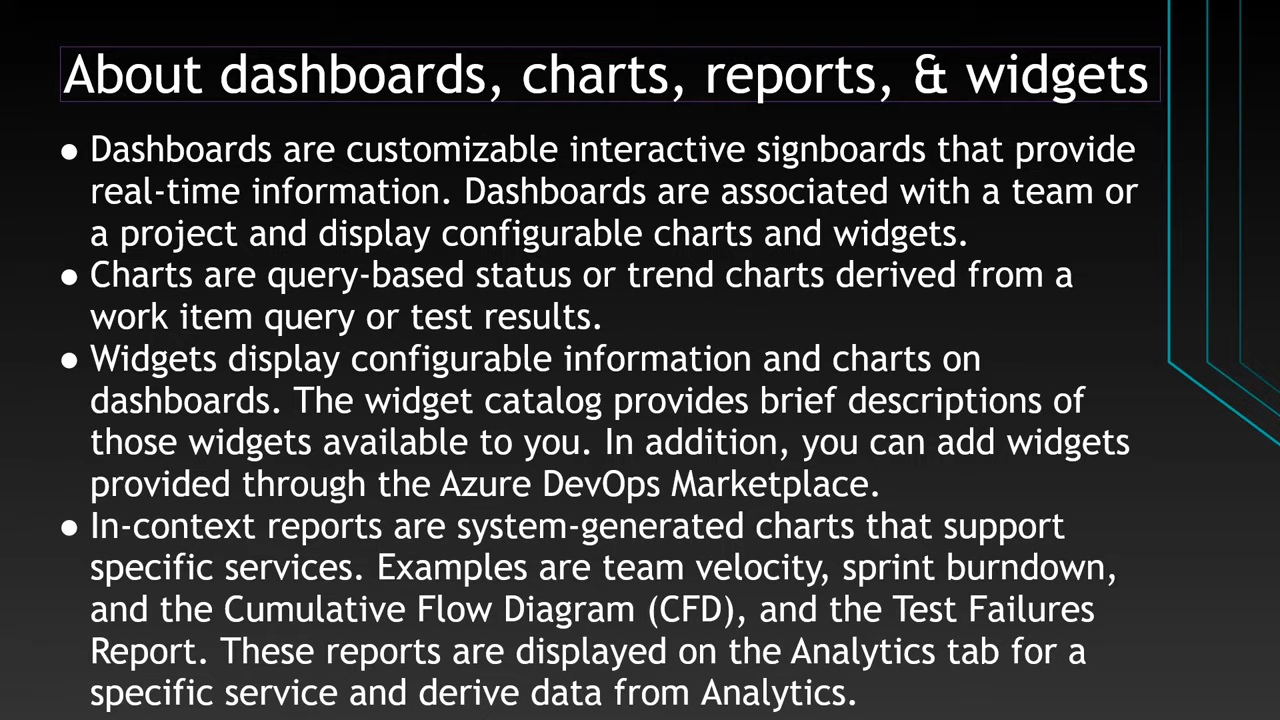 About dashboards, charts, reports, & widgets
● Dashboards are customizable interactive signboards that provide
real-time information. Dashboards are associated with a team or
a project and display configurable charts and widgets.
● Charts are query-based status or trend charts derived from a
work item query or test results.
● Widgets display configurable information and charts on
dashboards. The widget catalog provides brief descriptions of
those widgets available to you. In addition, you can add widgets
provided through the Azure DevOps Marketplace.
● In-context reports are system-generated charts that support
specific services. Examples are team velocity, sprint burndown,
and the Cumulative Flow Diagram (CFD), and the Test Failures
Report. These reports are displayed on the Analytics tab for a
specific service and derive data from Analytics.